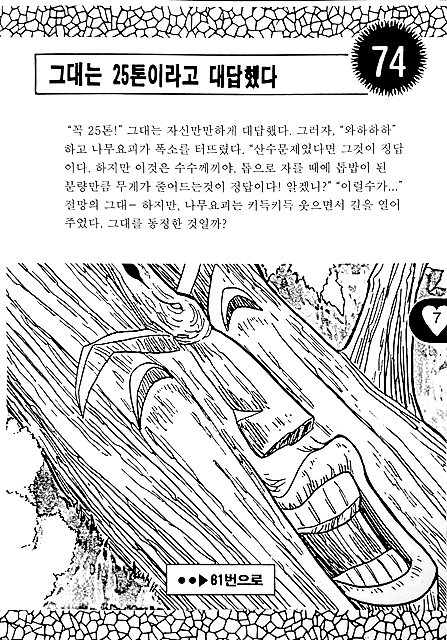 74
그대는 25톤이라고 대답했다
"꼭 25톤!" 그대는 자신만만하게 대답했다. 그러자, "와하하하"
하고 나무요괴가 폭소를 터뜨렸다. "산수문제였다면 그것이 정답
이다. 하지만 이것은 수수께끼야. 톱으로 자를 때에 톱밥이 된
분량만큼 무게가 줄어드는것이 정답이다! 알겠니?" "이럴수가..."
절망의 그대— 하지만, 나무요괴는 키득키득 웃으면서 길을 열어
주었다. 그대를 동정한 것일까?
7
●●▶61번으로